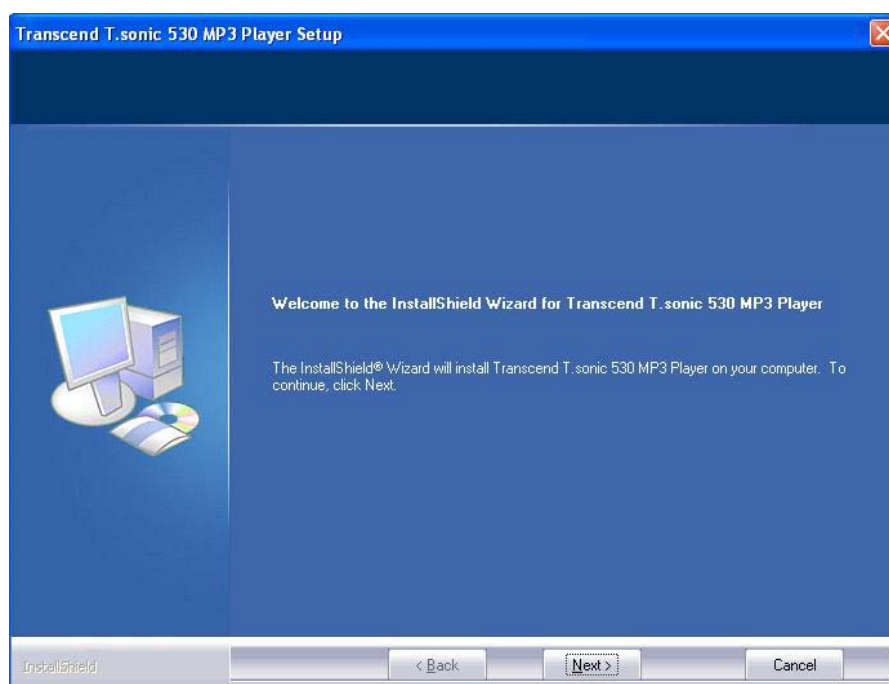 Transcend T.sonic 530 MP3 Player Setup
Welcome to the InstallShield Wizard for Transcend T.sonic 530 MP3 Player
The InstallShield® Wizard will install Transcend T.sonic 530 MP3 Player on your computer. To
continue, click Next.
InstallShield
< Back
Next >
Cancel